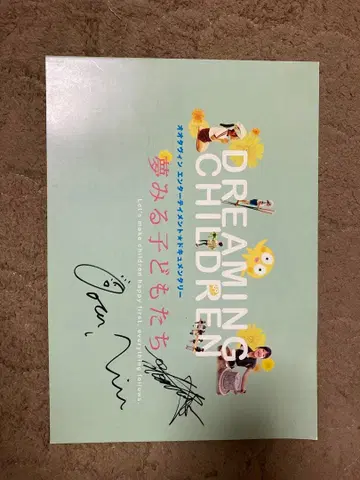 DREAMING
CHILDREN
オオタヴィン エンターテイメント★ドキュメンタリー
夢みる子どもたち
Let's make children happy first, everything follows.